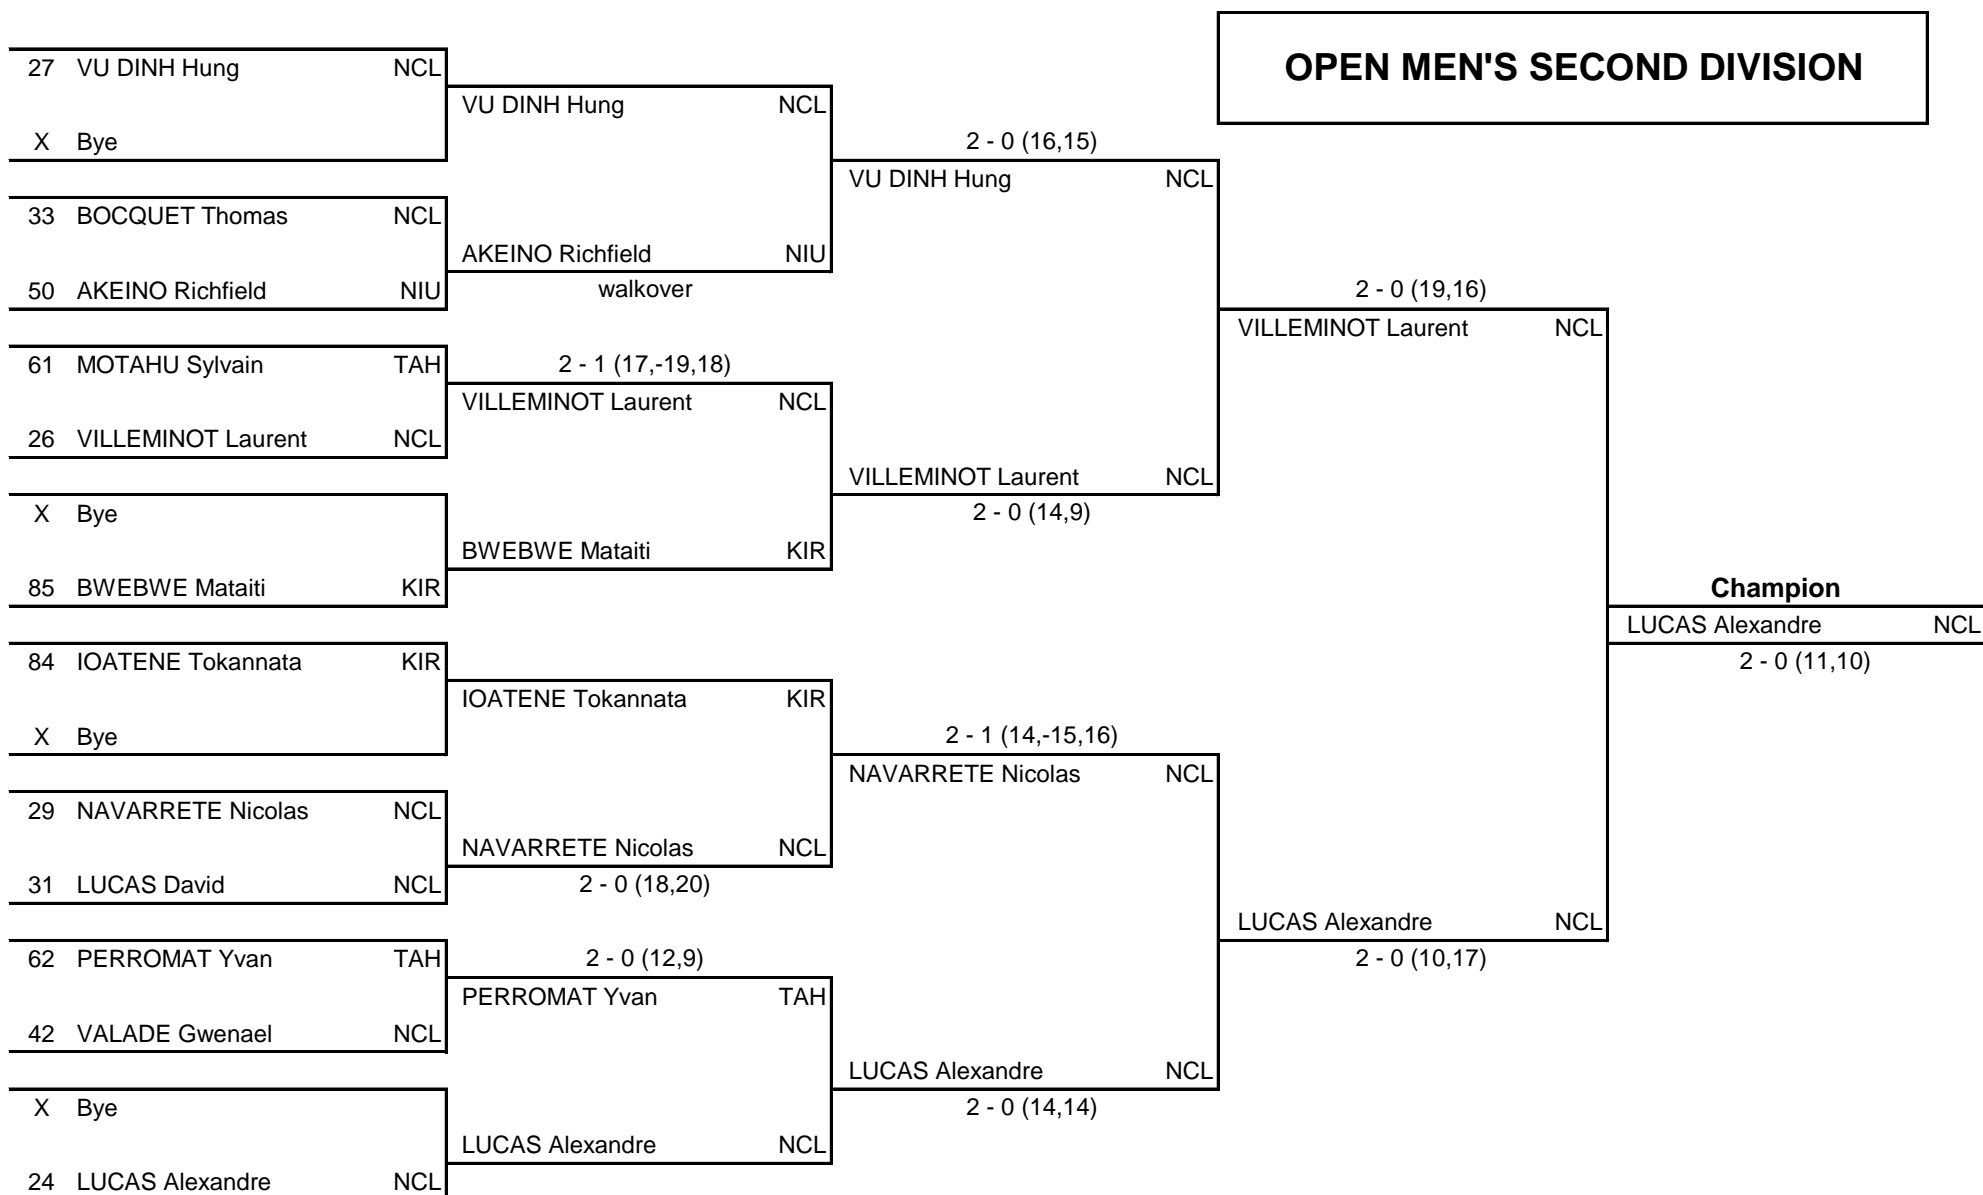 OPEN MEN'S SECOND DIVISION
27 VU DINH Hung NCL
X Bye
33 BOCQUET Thomas NCL
50 AKEINO Richfield NIU
61 MOTAHU Sylvain TAH
26 VILLEMINOT Laurent NCL
X Bye
85 BWEBWE Mataiti KIR
84 IOATENE Tokannata KIR
X Bye
29 NAVARRETE Nicolas NCL
31 LUCAS David NCL
62 PERROMAT Yvan TAH
42 VALADE Gwenael NCL
X Bye
24 LUCAS Alexandre NCL
VU DINH Hung NCL
AKEINO Richfield NIU
walkover
2 - 1 (17,-19,18)
VILLEMINOT Laurent NCL
BWEBWE Mataiti KIR
IOATENE Tokannata KIR
NAVARRETE Nicolas NCL
2 - 0 (18,20)
2 - 0 (12,9)
PERROMAT Yvan TAH
LUCAS Alexandre NCL
2 - 0 (16,15)
VU DINH Hung NCL
VILLEMINOT Laurent NCL
2 - 0 (14,9)
2 - 1 (14,-15,16)
NAVARRETE Nicolas NCL
LUCAS Alexandre NCL
2 - 0 (14,14)
2 - 0 (19,16)
VILLEMINOT Laurent NCL
LUCAS Alexandre NCL
2 - 0 (10,17)
Champion
LUCAS Alexandre NCL
2 - 0 (11,10)